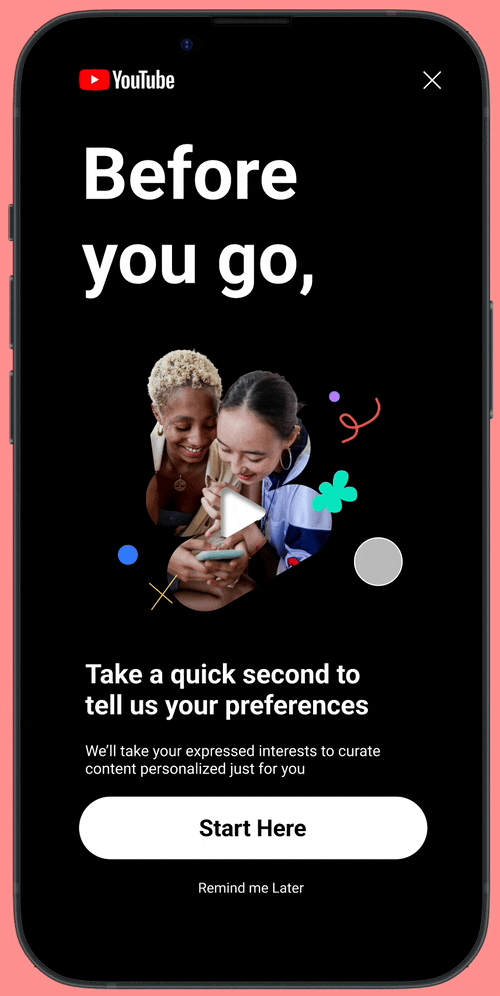 YouTube
Before
you go,
Take a quick second to
tell us your preferences
We'll take your expressed interests to curate
content personalized just for you
Start Here
Remind me Later